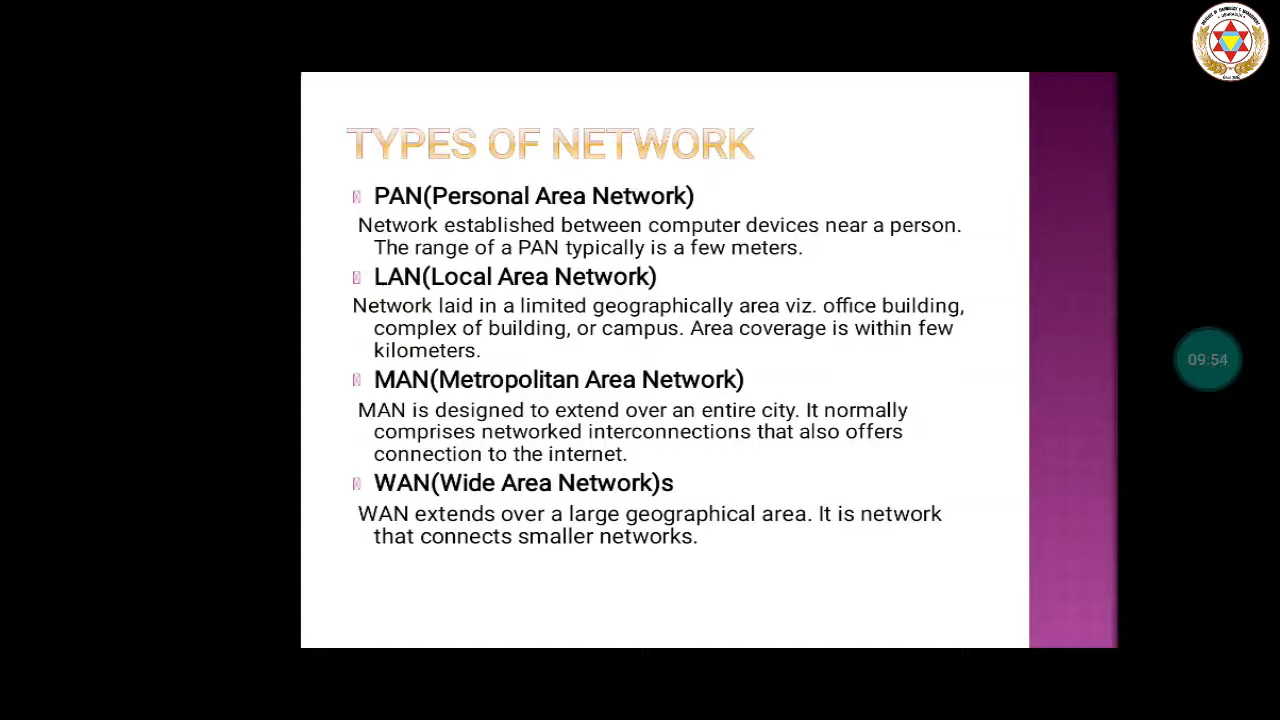 TYPES OF NETWORK
PAN(Personal Area Network)
Network established between computer devices near a person.
The range of a PAN typically is a few meters.
LAN(Local Area Network)
Network laid in a limited geographically area viz. office building,
complex of building, or campus. Area coverage is within few
kilometers.
MAN(Metropolitan Area Network)
MAN is designed to extend over an entire city. It normally
comprises networked interconnections that also offers
connection to the internet.
WAN(Wide Area Network)s
WAN extends over a large geographical area. It is network
that connects smaller networks.
09:54